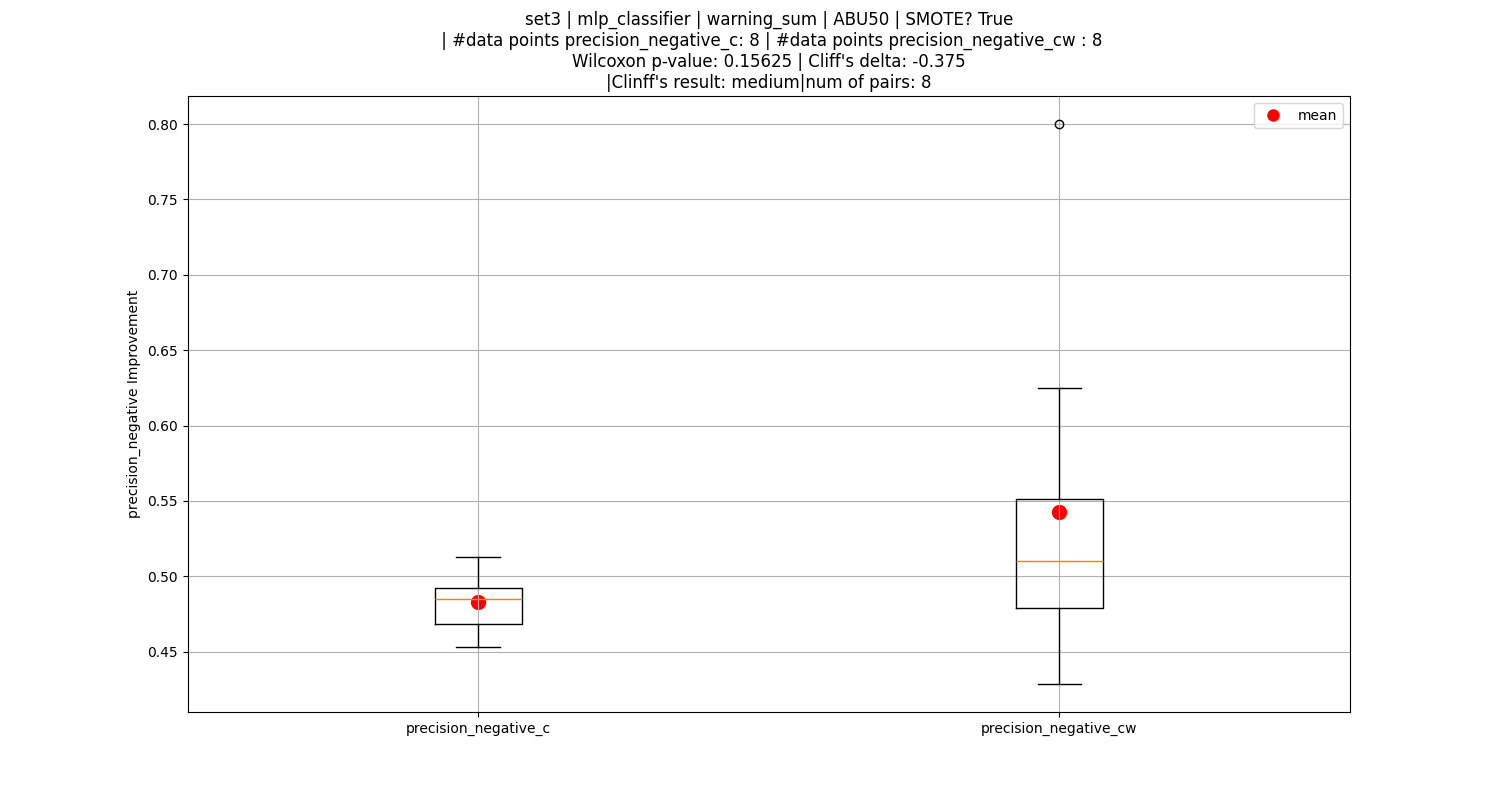 set3 | mlp_classifier | warning_sum | ABU50 | SMOTE? True
| #data points precision_negative_c: 8 | #data points precision_negative_cw : 8
Wilcoxon p-value: 0.15625 | Cliff's delta: -0.375
|Clinff's result: medium|num of pairs: 8
mean
0.80
0.75
0.70
0.65
0.60
0.55
0.50
0.45
precision_negative Improvement
precision_negative_c
precision_negative_cw